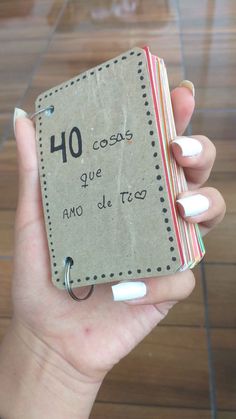 40 cosas
que
AMO de Ti♡